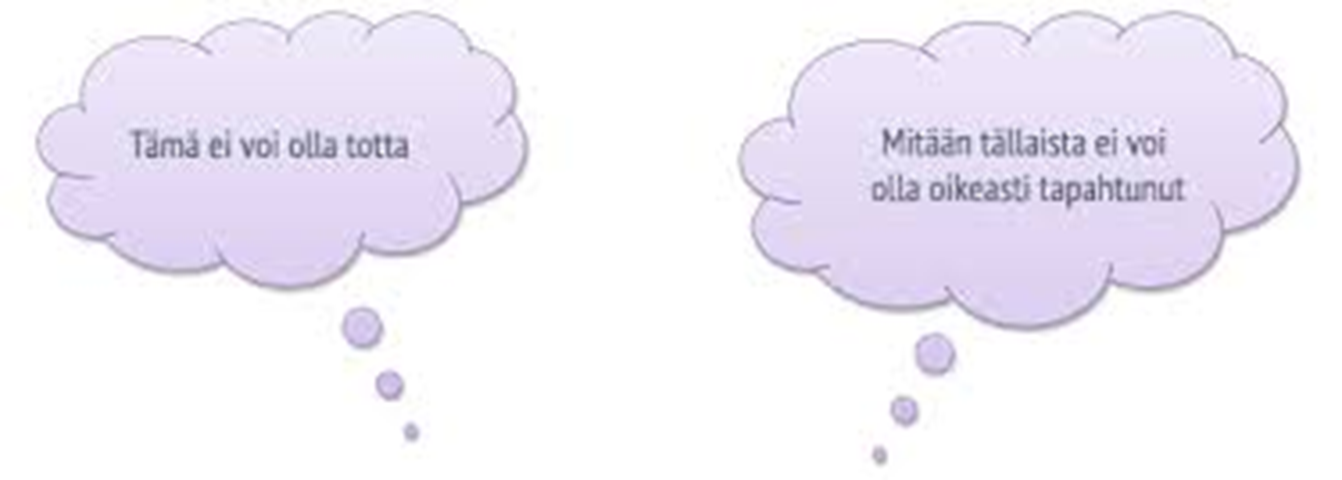 Tämä ei voi olla totta
Mitään tällaista ei voi
olla oikeasti tapahtunut